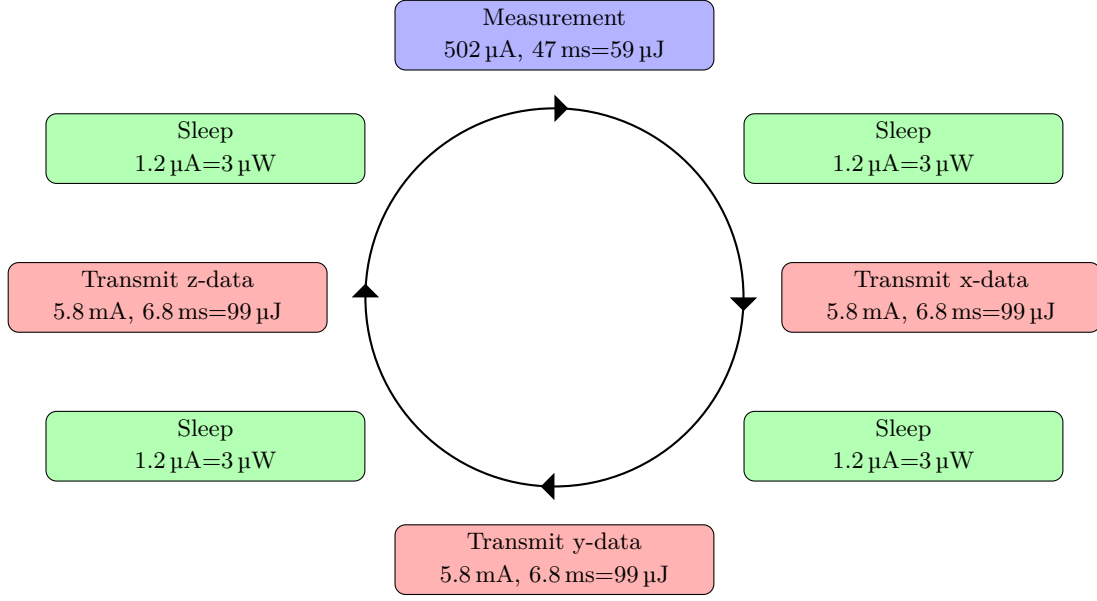 Measurement
502 µA, 47 ms=59 µJ
Sleep
1.2 µA=3 µW
Sleep
1.2 µA=3 µW
Transmit z-data
5.8 mA, 6.8 ms=99 µJ
Transmit x-data
5.8 mA, 6.8 ms=99 µJ
Sleep
1.2 µA=3 µW
Sleep
1.2 µA=3 µW
Transmit y-data
5.8 mA, 6.8 ms=99 µJ